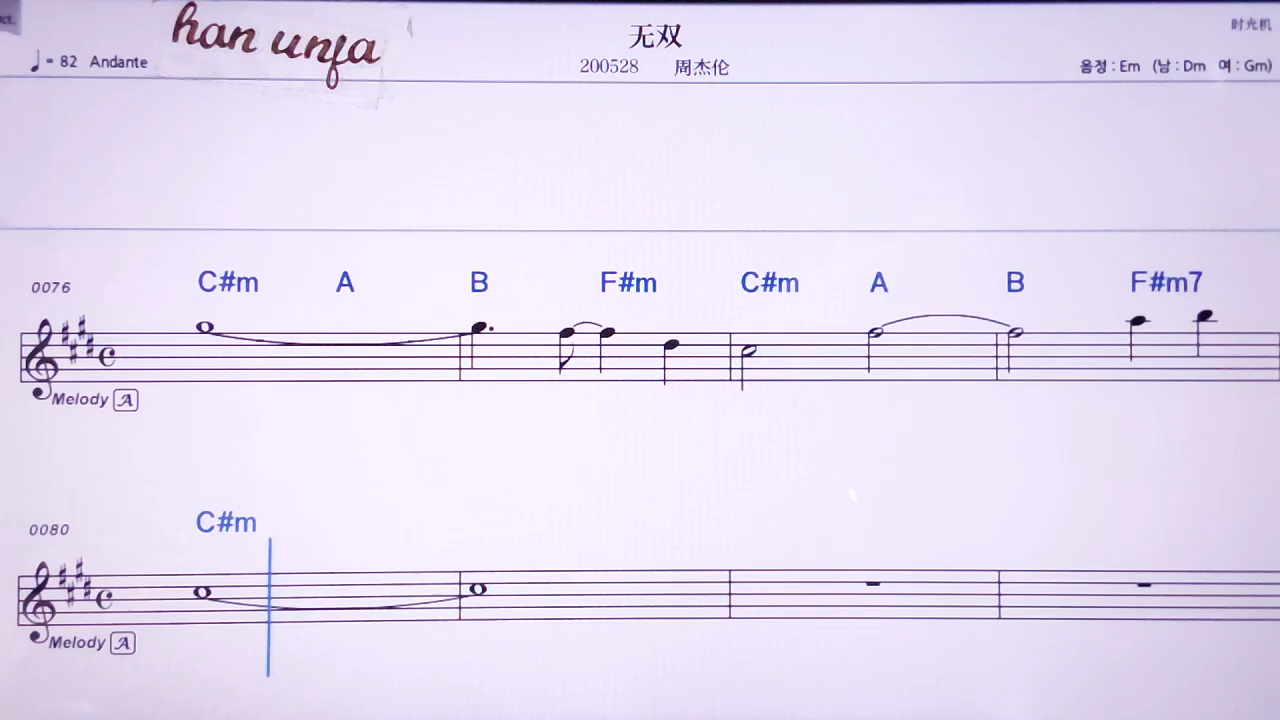 han unja
无双
时光机
♩= 82 Andante
200528 周杰伦
음정 : Em (남 : Dm 여 : Gm)
C#m A B F#m C#m A B F#m7
0076
Melody A
C#m
0080
Melody A